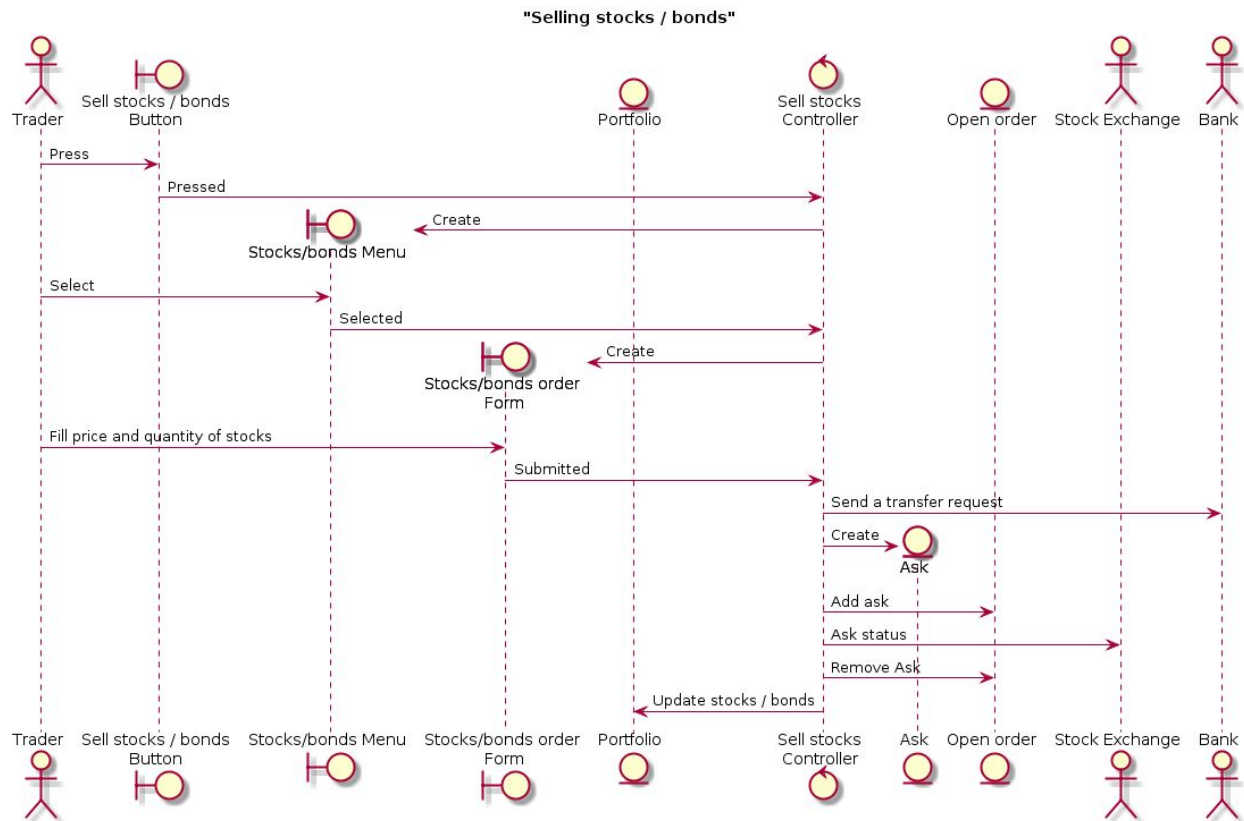 "Selling stocks / bonds"
Trader
Sell stocks / bonds
Button
Portfolio
Sell stocks
Controller
Open order
Stock Exchange
Bank
Press
Pressed
Create
Stocks/bonds Menu
Select
Selected
Create
Stocks/bonds order
Form
Fill price and quantity of stocks
Submitted
Send a transfer request
Create
Ask
Add ask
Ask status
Remove Ask
Update stocks / bonds
Trader
Sell stocks / bonds
Button
Stocks/bonds Menu
Stocks/bonds order
Form
Portfolio
Sell stocks
Controller
Ask
Open order
Stock Exchange
Bank